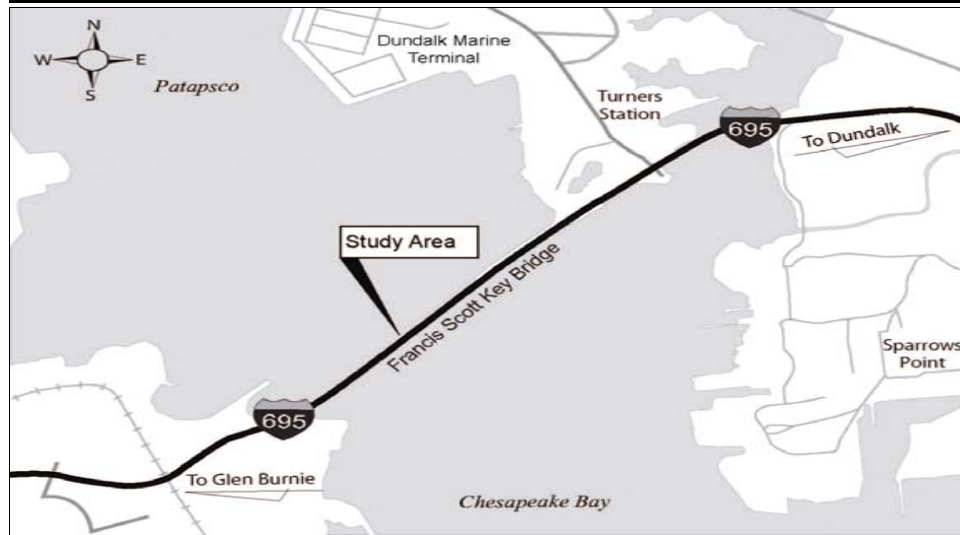 N
W E
S
Patapsco
Dundalk Marine
Terminal
Turners
Station
695
To Dundalk
Study Area
Francis Scott Key Bridge
Sparrows
Point
695
To Glen Burnie
Chesapeake Bay